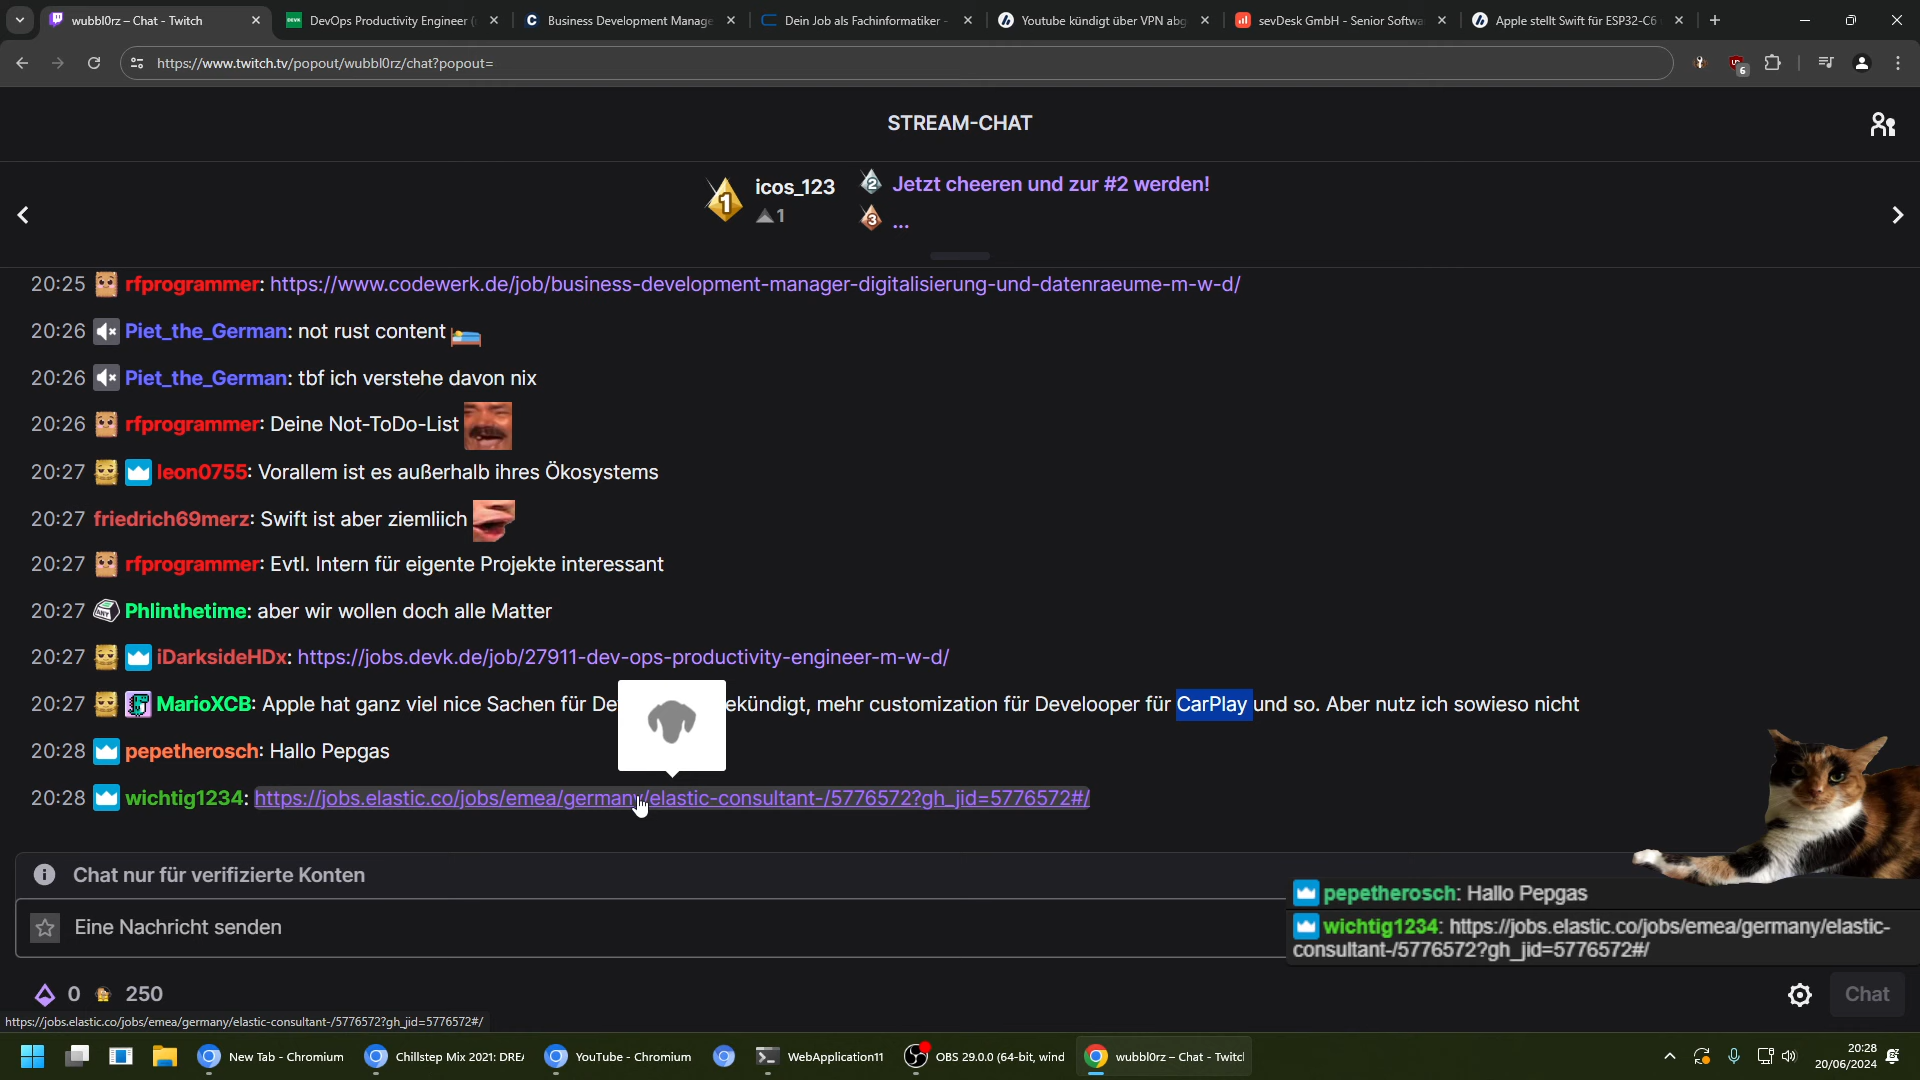 wubbl0rz – Chat - Twitch
DevOps Productivity Engineer (
Business Development Manage
Dein Job als Fachinformatiker -
Youtube kündigt über VPN abg
sevDesk GmbH - Senior Softwa
Apple stellt Swift für ESP32-C6
https://www.twitch.tv/popout/wubbl0rz/chat?popout=
6
STREAM-CHAT
1 icos_123
1
2 Jetzt cheeren und zur #2 werden!
3 ...
20:25 rfprogrammer: https://www.codewerk.de/job/business-development-manager-digitalisierung-und-datenraeume-m-w-d/
20:26 Piet_the_German: not rust content
20:26 Piet_the_German: tbf ich verstehe davon nix
20:26 rfprogrammer: Deine Not-ToDo-List
20:27 leon0755: Vorallem ist es außerhalb ihres Ökosystems
20:27 friedrich69merz: Swift ist aber ziemliich
20:27 rfprogrammer: Evtl. Intern für eigente Projekte interessant
20:27 Phlinthetime: aber wir wollen doch alle Matter
20:27 iDarksideHDx: https://jobs.devk.de/job/27911-dev-ops-productivity-engineer-m-w-d/
20:27 MarioXCB: Apple hat ganz viel nice Sachen für De ekündigt, mehr customization für Develooper für CarPlay und so. Aber nutz ich sowieso nicht
20:28 pepetherosch: Hallo Pepgas
20:28 wichtig1234: https://jobs.elastic.co/jobs/emea/germany/elastic-consultant-/5776572?gh_jid=5776572#/
Chat nur für verifizierte Konten
Eine Nachricht senden
pepetherosch: Hallo Pepgas
wichtig1234: https://jobs.elastic.co/jobs/emea/germany/elastic-
consultant-/5776572?gh_jid=5776572#/
0 250
Chat
https://jobs.elastic.co/jobs/emea/germany/elastic-consultant-/5776572?gh_jid=5776572#/
New Tab - Chromium
Chillstep Mix 2021: DREA
YouTube - Chromium
WebApplication11
OBS 29.0.0 (64-bit, wind
wubbl0rz – Chat - Twitch
20:28
20/06/2024